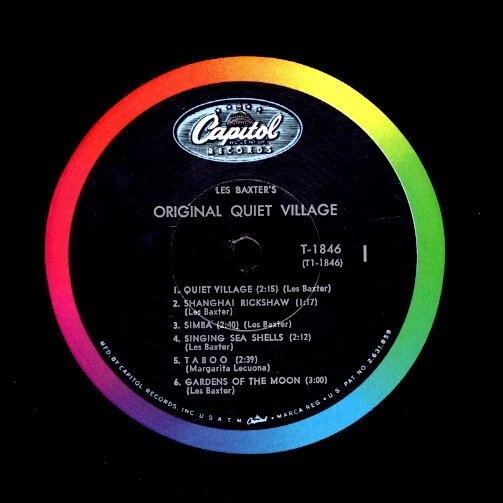 Capitol
RECORDS
LES BAXTER'S
ORIGINAL QUIET VILLAGE
T-1846
(T1-1846)
1
1. QUIET VILLAGE (2:15) (Les Baxter)
2. SHANGHAI RICKSHAW (1:17)
(Les Baxter)
3. SIMBA (2:40) (Les Baxter)
4. SINGING SEA SHELLS (2:12)
(Les Baxter)
5. TABOO (2:39)
(Margarita Lecuona)
6. GARDENS OF THE MOON (3:00)
(Les Baxter)
MFD. BY CAPITOL RECORDS, INC. U.S.A. T.M. Capitol • MARCA REG. • U.S. PAT. NO. 2,631,859